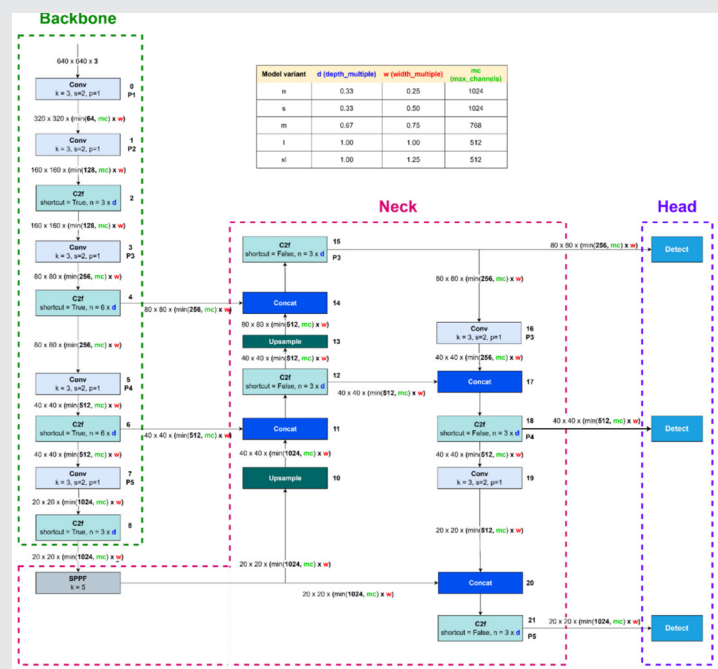 Backbone
640 x 640 x 3
Conv
k = 3, s=2, p=1
0
P1
320 x 320 x (min(64, mc) x w)
Conv
k = 3, s=2, p=1
1
P2
160 x 160 x (min(128, mc) x w)
C2f
shortcut = True, n = 3 x d
2
160 x 160 x (min(128, mc) x w)
Conv
k = 3, s=2, p=1
3
P3
80 x 80 x (min(256, mc) x w)
C2f
shortcut = True, n = 6 x d
4
80 x 80 x (min(256, mc) x w)
80 x 80 x (min(256, mc) x w)
Conv
k = 3, s=2, p=1
5
P4
40 x 40 x (min(512, mc) x w)
C2f
shortcut = True, n = 6 x d
6
40 x 40 x (min(512, mc) x w)
40 x 40 x (min(512, mc) x w)
Conv
k = 3, s=2, p=1
7
P5
20 x 20 x (min(1024, mc) x w)
C2f
shortcut = True, n = 3 x d
8
20 x 20 x (min(1024, mc) x w)
SPPF
k = 5
Model variant d (depth_multiple) w (width_multiple) mc (max_channels)
n 0.33 0.25 1024
s 0.33 0.50 1024
m 0.67 0.75 768
l 1.00 1.00 512
xl 1.00 1.25 512
Neck
C2f
shortcut = False, n = 3 x d
15
P3
Concat
14
80 x 80 x (min(512, mc) x w)
Upsample
13
40 x 40 x (min(512, mc) x w)
C2f
shortcut = False, n = 3 x d
12
40 x 40 x (min(512, mc) x w)
Concat
11
40 x 40 x (min(1024, mc) x w)
Upsample
10
20 x 20 x (min(1024, mc) x w)
20 x 20 x (min(1024, mc) x w)
80 x 80 x (min(256, mc) x w)
80 x 80 x (min(256, mc) x w)
Conv
k = 3, s=2, p=1
16
P3
40 x 40 x (min(256, mc) x w)
Concat
17
C2f
shortcut = False, n = 3 x d
18
P4
40 x 40 x (min(512, mc) x w)
40 x 40 x (min(512, mc) x w)
Conv
k = 3, s=2, p=1
19
20 x 20 x (min(512, mc) x w)
Concat
20
C2f
shortcut = False, n = 3 x d
21
P5
20 x 20 x (min(1024, mc) x w)
Head
Detect
Detect
Detect